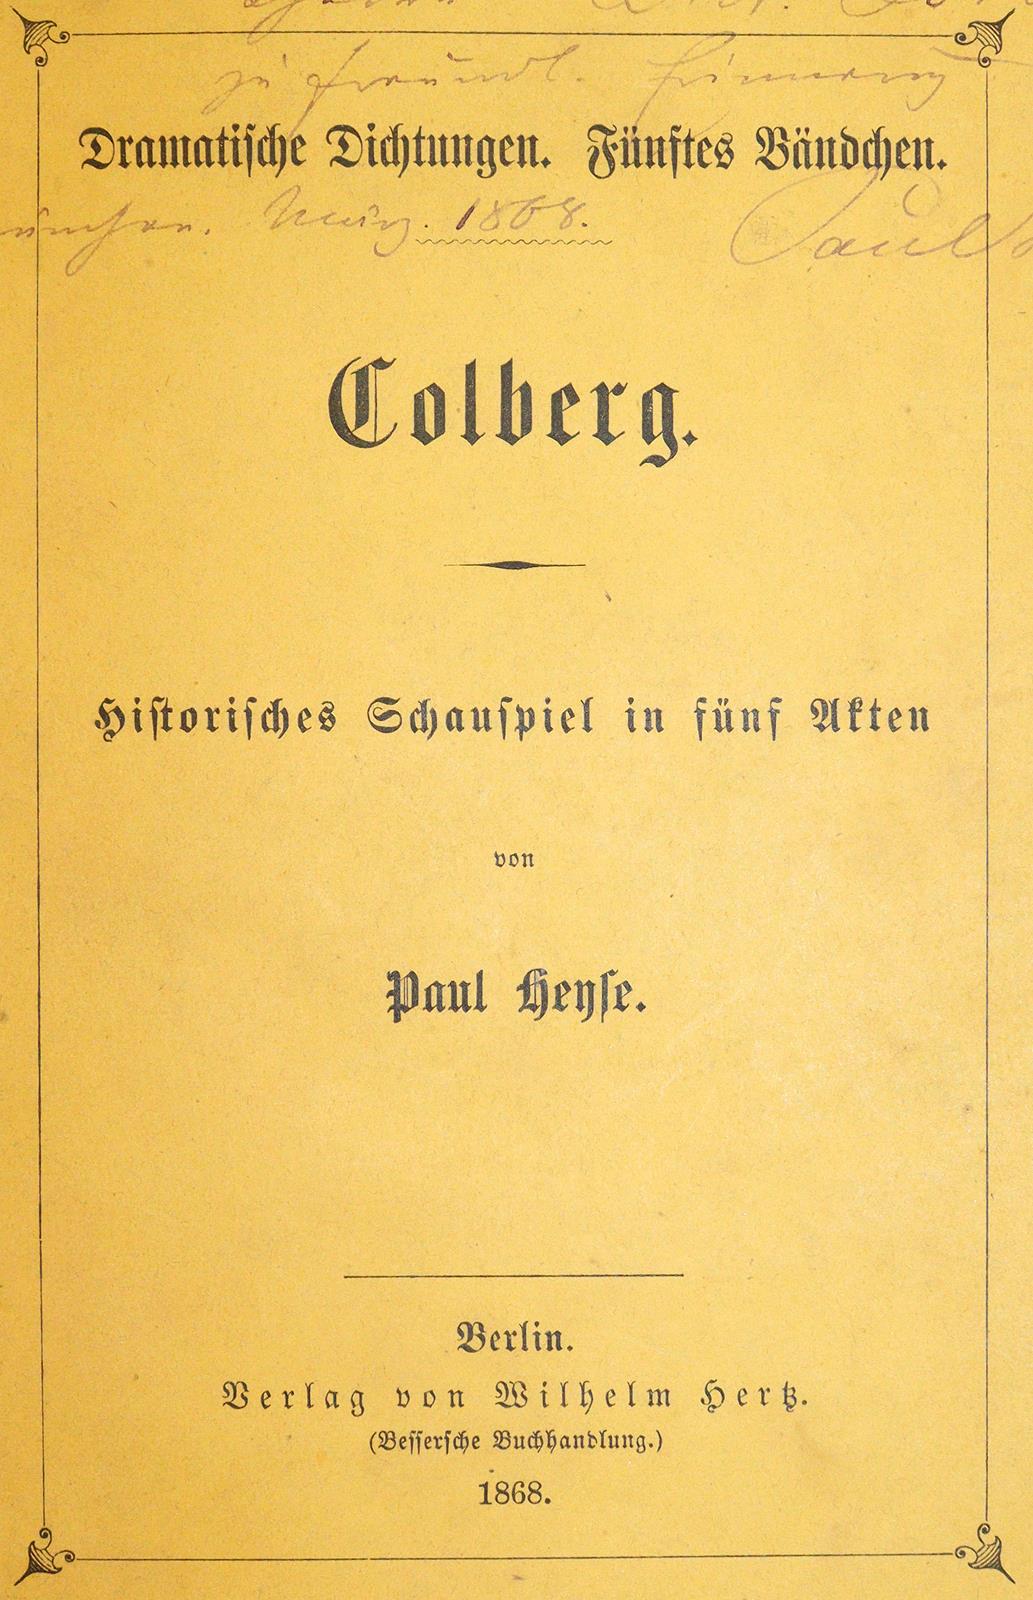 zu freundl. Erinnerung
Dramatische Dichtungen. Fünftes Bändchen.
März. 1868. Paul
Colberg.
Historisches Schauspiel in fünf Akten
von
Paul Heyse.
Berlin.
Verlag von Wilhelm Hertz.
(Bessersche Buchhandlung.)
1868.